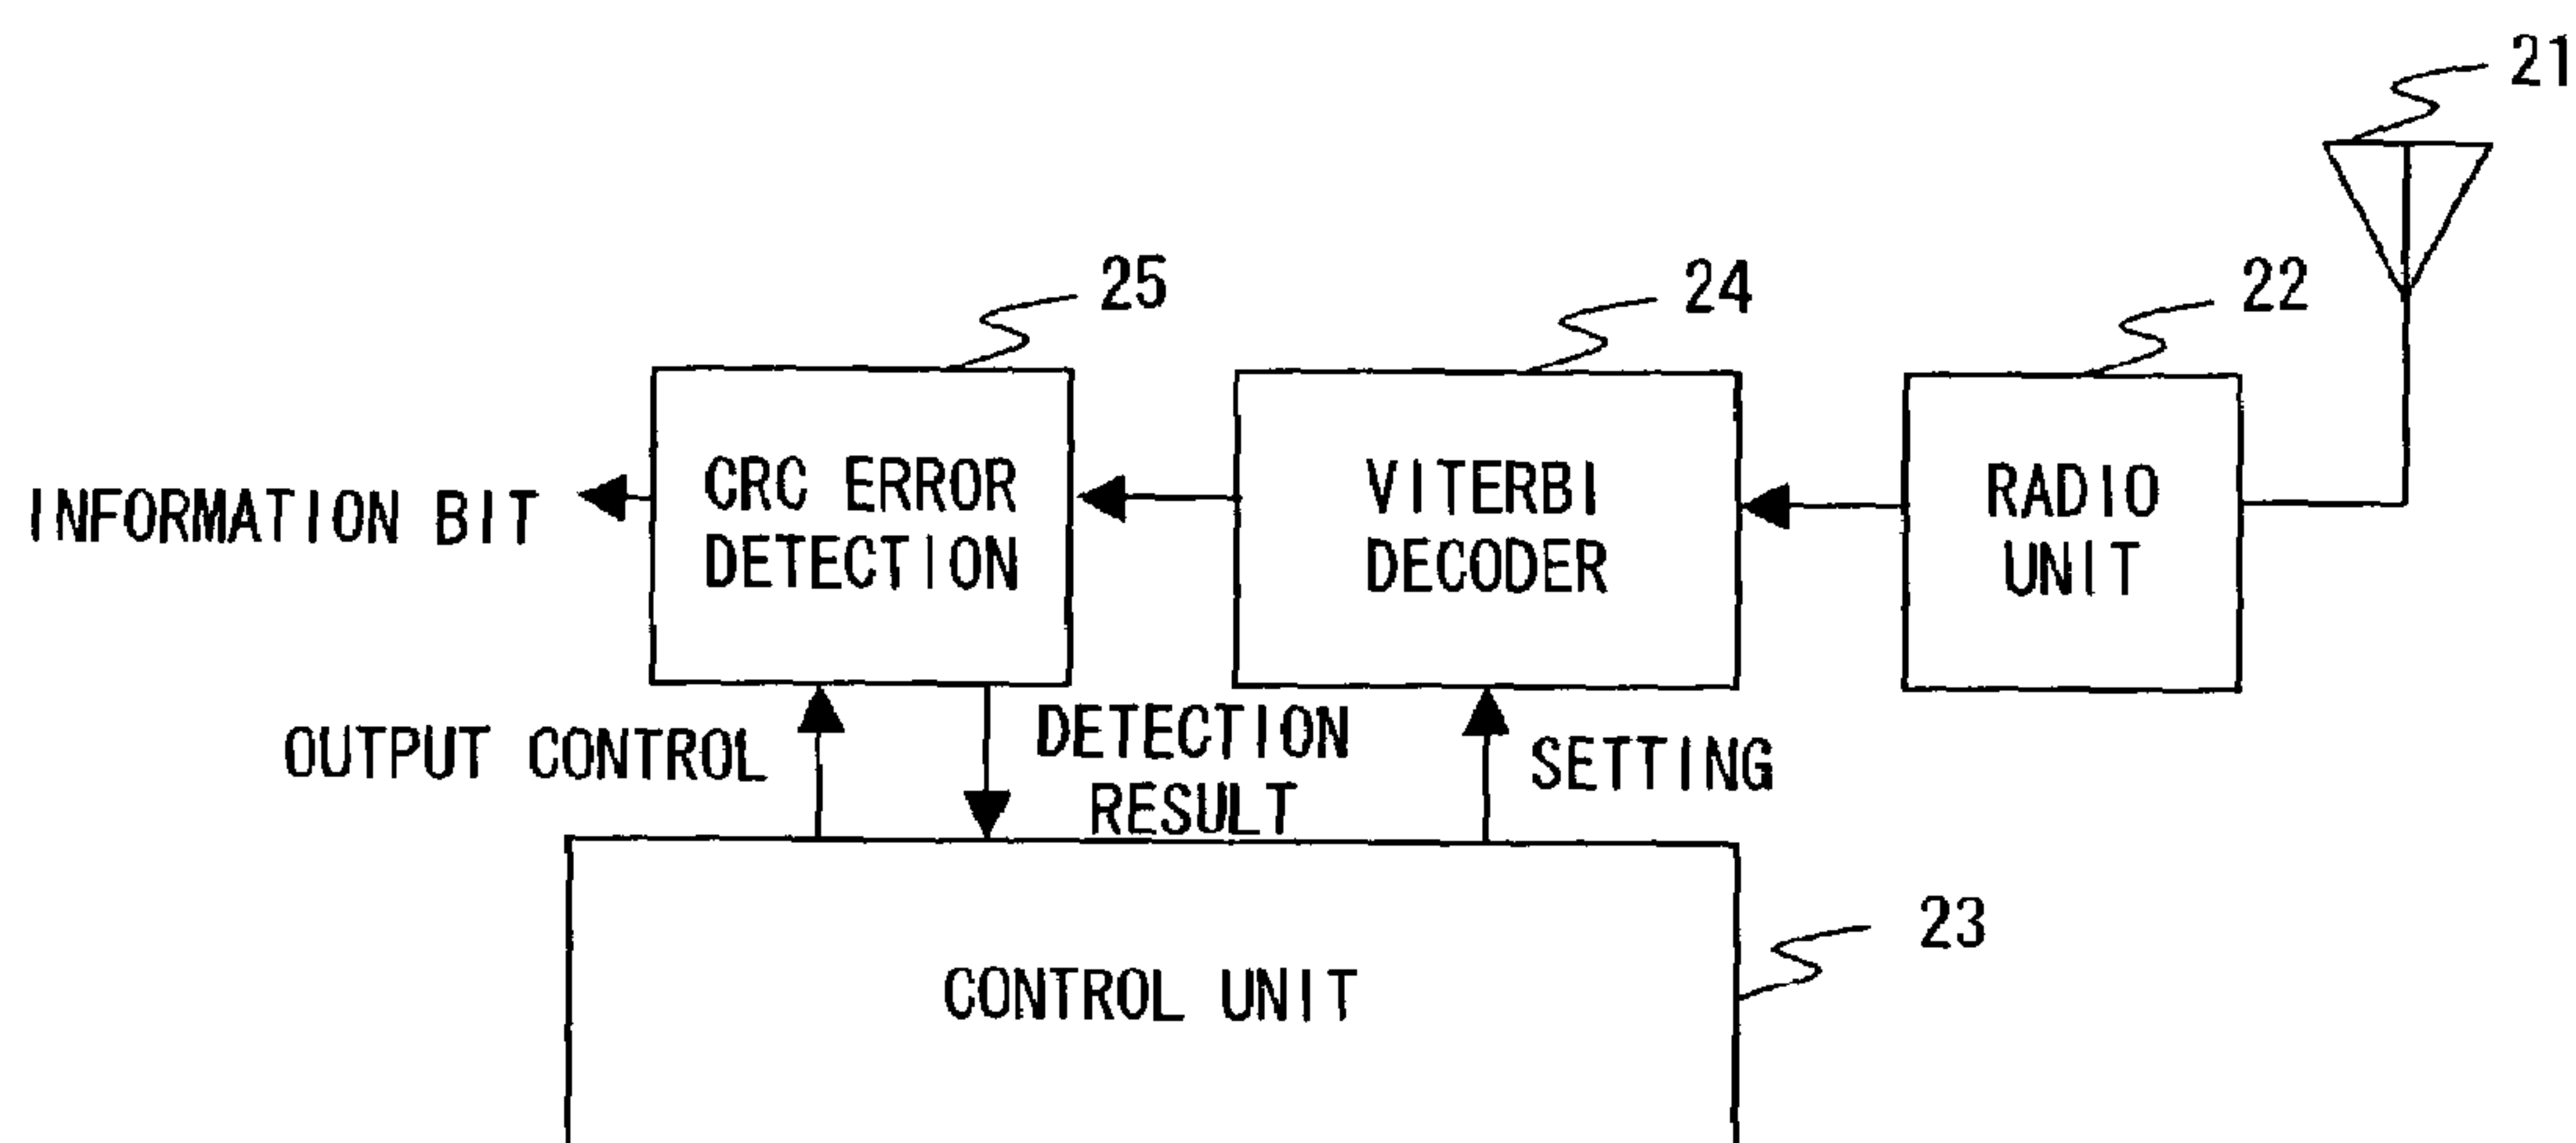 21
25
24
22
INFORMATION BIT
CRC ERROR
DETECTION
VITERBI
DECODER
RADIO
UNIT
OUTPUT CONTROL
DETECTION
RESULT
SETTING
23
CONTROL UNIT